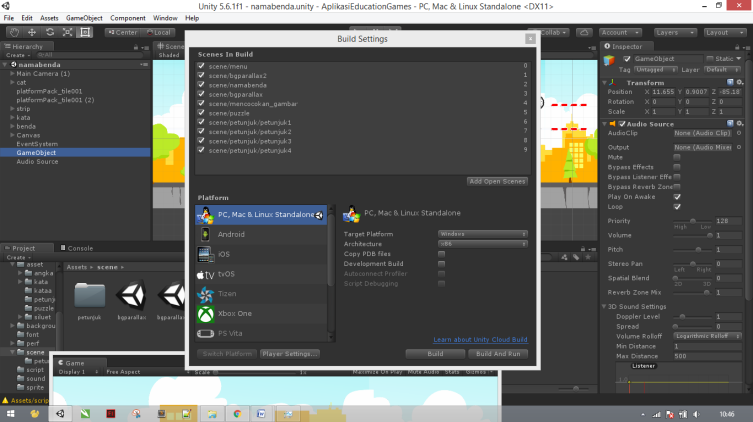 Unity 5.6.1f1 - namabenda.unity - AplikasiEducationGames - PC, Mac & Linux Standalone <DX11>
File Edit Assets GameObject Component Window Help
Center Local
Collab Account Layers Layout
Hierarchy
Create
All
namabenda
Main Camera (1)
cat
platformPack_tile001
platformPack_tile001 (2)
strip
kata
benda
Canvas
EventSystem
GameObject
Audio Source
Scene
Build Settings
Scenes In Build
scene/menu 0
scene/bgparallax2 1
scene/namabenda 2
scene/bgparallax 3
scene/mencocokan_gambar 4
scene/puzzle 5
scene/petunjuk/petunjuk1 6
scene/petunjuk/petunjuk2 7
scene/petunjuk/petunjuk3 8
scene/petunjuk/petunjuk4 9
Add Open Scenes
Platform
PC, Mac & Linux Standalone
Android
iOS
tvOS
Tizen
Xbox One
PS Vita
PC, Mac & Linux Standalone
Target Platform Windows
Architecture x86
Copy PDB files
Development Build
Autoconnect Profiler
Script Debugging
Learn about Unity Cloud Build
Switch Platform Player Settings... Build Build And Run
Inspector
GameObject Static
Tag Untagged Layer Default
Transform
Position X 11.655 Y 0.9007 Z -85.18
Rotation X 0 Y 0 Z 0
Scale X 1 Y 1 Z 1
Audio Source
AudioClip None (Audio Clip)
Output None (Audio Mixer
Mute
Bypass Effects
Bypass Listener Effe
Bypass Reverb Zone
Play On Awake
Loop
Priority 128
High Low
Volume 1
Pitch 1
Stereo Pan 0
Left Right
Spatial Blend 0
2D 3D
Reverb Zone Mix 1
3D Sound Settings
Doppler Level 1
Spread 0
Volume Rolloff Logarithmic Rolloff
Min Distance 1
Max Distance 500
Listener
Project Console
Create
asset
angka
kata
kataa
petunj
puzzle
siluet
backgrou
font
perf
scene
petu
script
sound
sprite
Assets scene
petunjuk bgparallax bgparalla
Assets/scrip
Game
Display 1 Free Aspect Scale 1 Maximize On Play Mute Audio Stats Gizmos
10:46